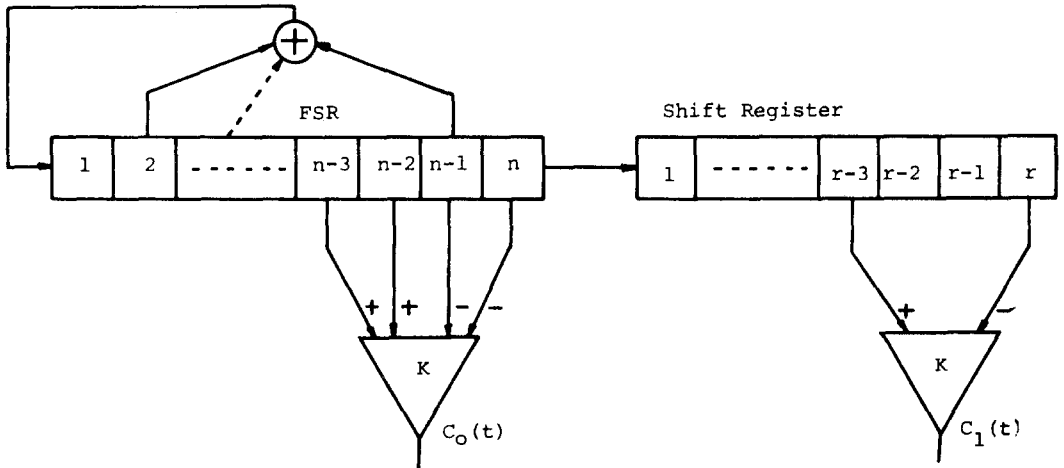 +
FSR
Shift Register
1 2 ------ n-3 n-2 n-1 n
1 ------ r-3 r-2 r-1 r
+ + - -
+ -
K
K
C₀(t)
C₁(t)